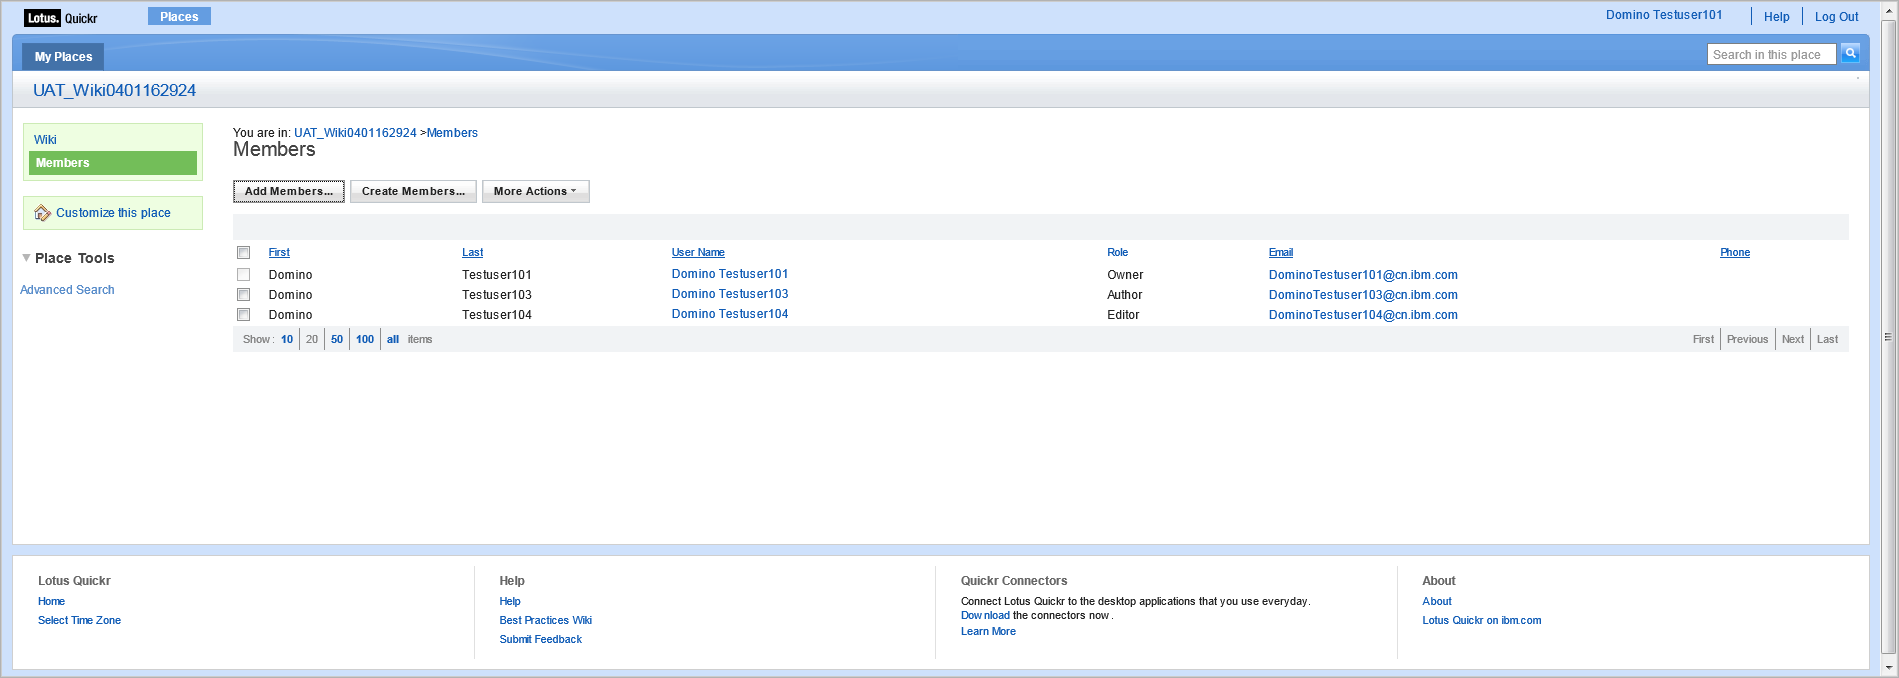 Lotus. Quickr Places Domino Testuser101 Help Log Out
My Places Search in this place
UAT_Wiki0401162924
Wiki
Members
Customize this place
Place Tools
Advanced Search
You are in: UAT_Wiki0401162924 >Members
Members
Add Members... Create Members... More Actions
First Last User Name Role Email Phone
Domino Testuser101 Domino Testuser101 Owner DominoTestuser101@cn.ibm.com
Domino Testuser103 Domino Testuser103 Author DominoTestuser103@cn.ibm.com
Domino Testuser104 Domino Testuser104 Editor DominoTestuser104@cn.ibm.com
Show : 10 20 50 100 all items First Previous Next Last
Lotus Quickr
Home
Select Time Zone
Help
Help
Best Practices Wiki
Submit Feedback
Quickr Connectors
Connect Lotus Quickr to the desktop applications that you use everyday.
Download the connectors now .
Learn More
About
About
Lotus Quickr on ibm.com